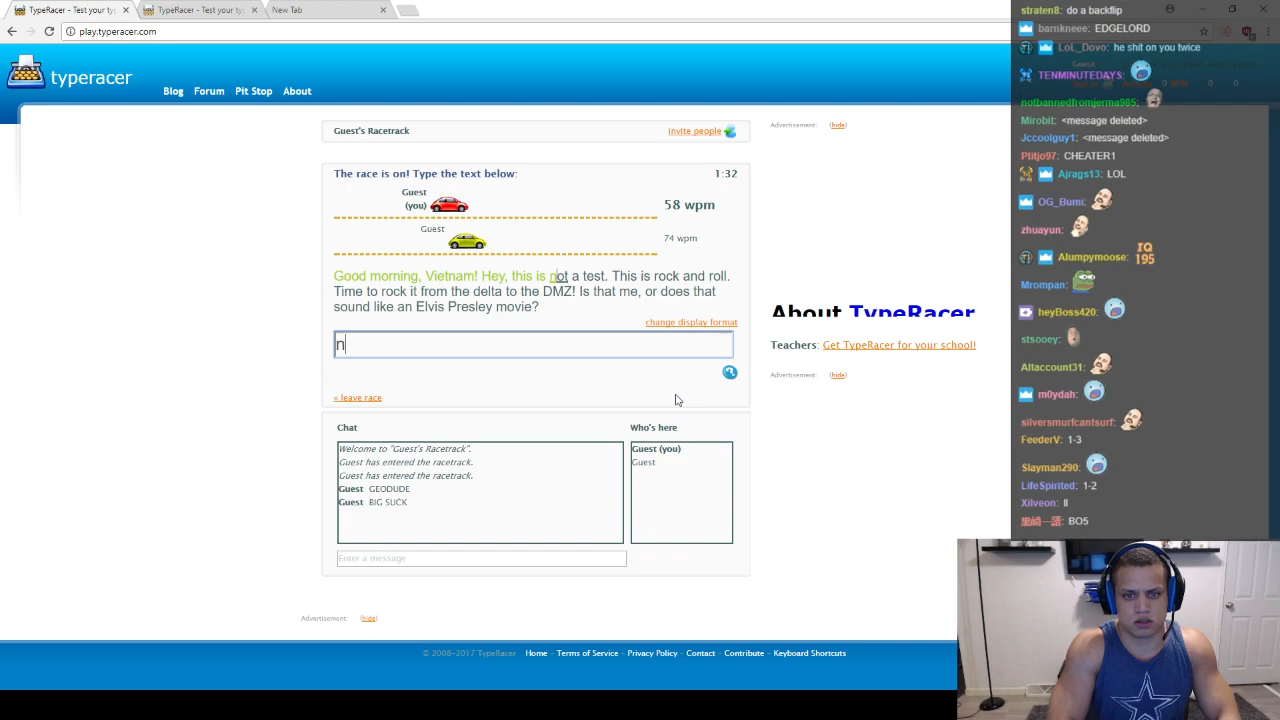 TypeRacer - Test your ty
TypeRacer - Test your typ
New Tab
play.typeracer.com
typeracer
Blog
Forum
Pit Stop
About
Guest's Racetrack
invite people
The race is on! Type the text below:
1:32
Guest
(you)
58 wpm
Guest
74 wpm
Good morning, Vietnam! Hey, this is not a test. This is rock and roll.
Time to rock it from the delta to the DMZ! Is that me, or does that
sound like an Elvis Presley movie?
change display format
n
« leave race
Chat
Who's here
Welcome to "Guest's Racetrack".
Guest has entered the racetrack.
Guest has entered the racetrack.
Guest GEODUDE
Guest BIG SUCK
Guest (you)
Guest
Enter a message
Advertisement: (hide)
About TypeRacer
Teachers: Get TypeRacer for your school!
Advertisement: (hide)
Advertisement: (hide)
© 2008-2017 TypeRacer Home - Terms of Service - Privacy Policy - Contact - Contribute - Keyboard Shortcuts
straten8: do a backflip
barnkneee: EDGELORD
LoL_Dovo: he shit on you twice
TENMINUTEDAYS:
notbannedfromjerma985:
Mirobit: <message deleted>
Jccoolguy1: <message deleted>
Ptitjo97: CHEATER1
Ajrags13: LOL
OG_Bumi:
zhuayun:
Alumpymoose: IQ 195
Mrompan:
heyBoss420:
stsooey:
Altaccount31:
m0ydah:
silversmurfcantsurf:
FeederV: 1-3
Slayman290:
LifeSpirited: 1-2
Xilveon: ll
BO5